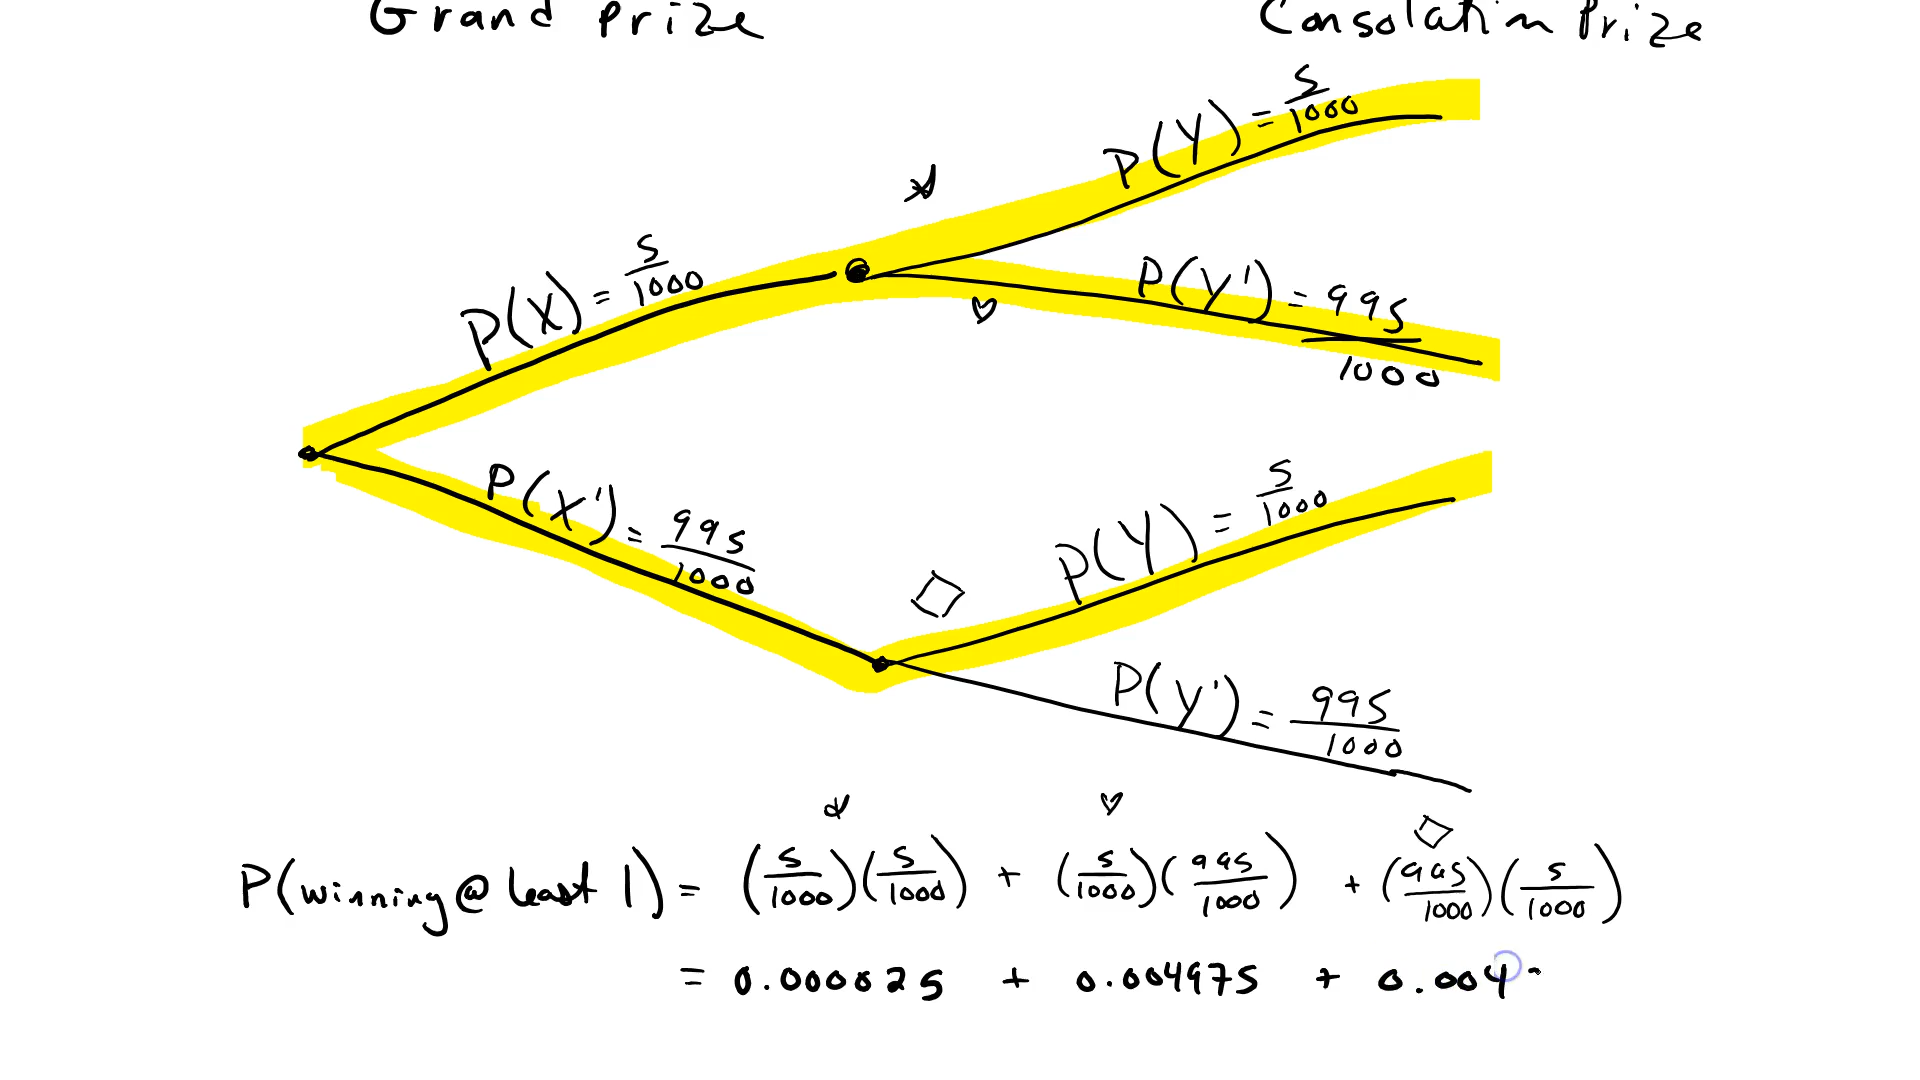 Grand Prize
Consolation Prize
P(Y) = 5/1000
P(X) = 5/1000
P(Y') = 995/1000
P(X') = 995/1000
P(Y) = 5/1000
P(Y') = 995/1000
P(winning @ least 1) = (5/1000)(5/1000) + (5/1000)(995/1000) + (995/1000)(5/1000)
= 0.000025 + 0.004975 + 0.004